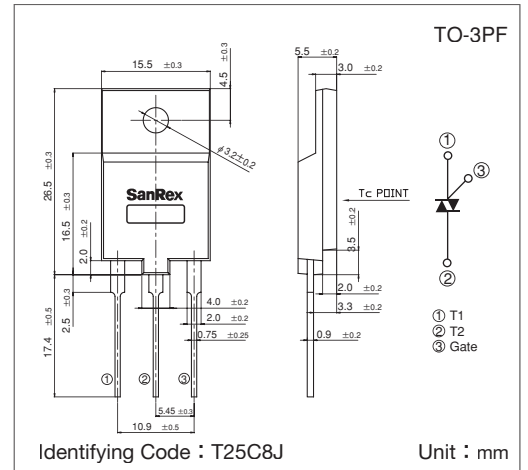 TO-3PF
15.5 ±0.3
4.5 ±0.3
5.5 ±0.2
3.0 ±0.2
φ3.2±0.2
26.5 ±0.3
16.5 ±0.3
2.0 ±0.2
SanRex
Tc POINT
3.5 ±0.2
①
③
②
17.4 ±0.5
2.5 ±0.3
4.0 ±0.2
2.0 ±0.2
0.75 ±0.25
2.0 ±0.2
3.3 ±0.2
0.9 ±0.2
① T1
② T2
③ Gate
① ② ③
5.45 ±0.3
10.9 ±0.5
Identifying Code：T25C8J
Unit：mm